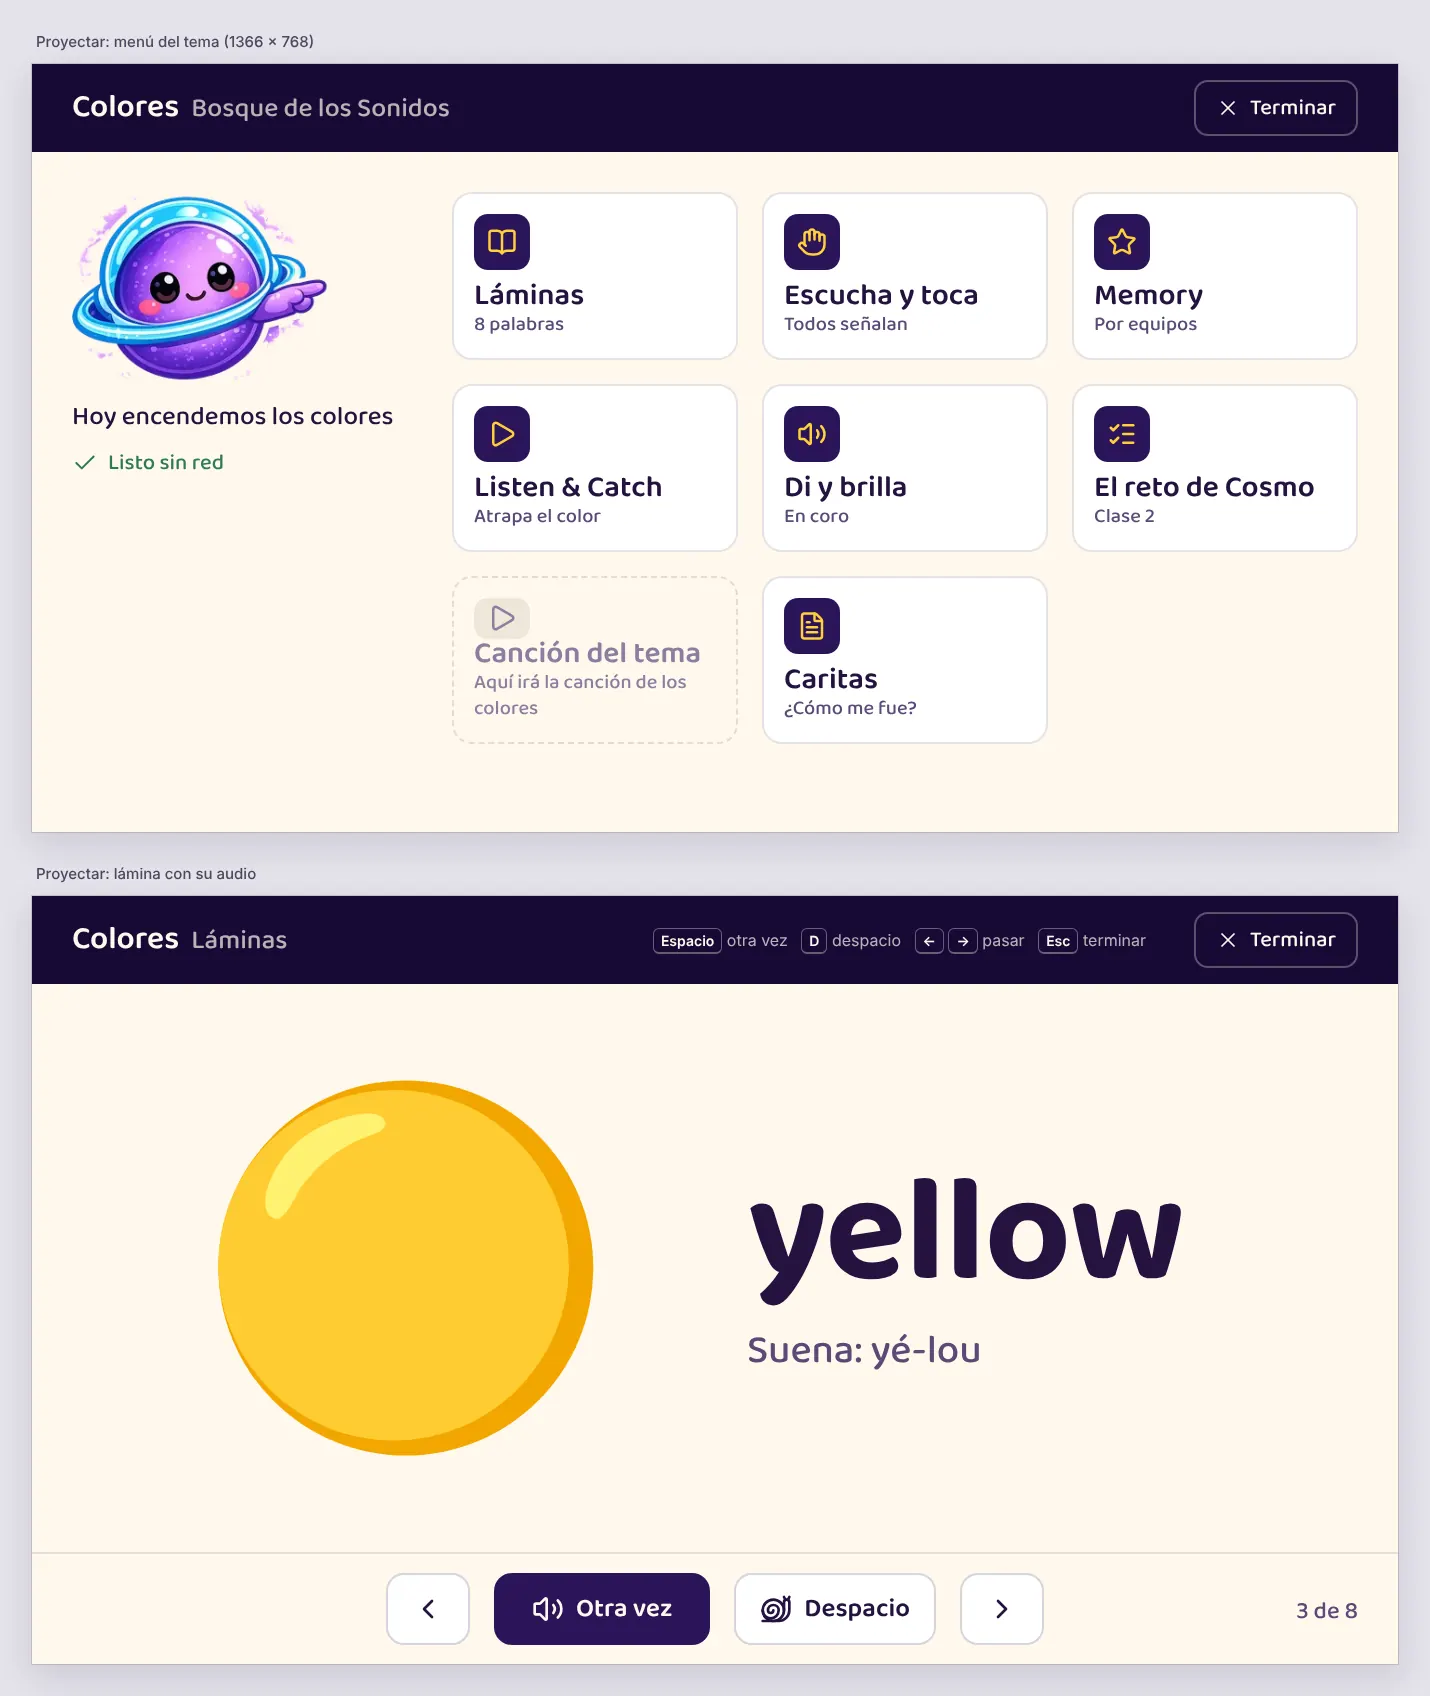 Proyectar: menú del tema (1366 × 768)
Colores Bosque de los Sonidos
Terminar
Hoy encendemos los colores
Listo sin red
Láminas
8 palabras
Escucha y toca
Todos señalan
Memory
Por equipos
Listen & Catch
Atrapa el color
Di y brilla
En coro
El reto de Cosmo
Clase 2
Canción del tema
Aquí irá la canción de los
colores
Caritas
¿Cómo me fue?
Proyectar: lámina con su audio
Colores Láminas
Espacio otra vez D despacio ← → pasar Esc terminar
Terminar
yellow
Suena: yé-lou
Otra vez
Despacio
3 de 8